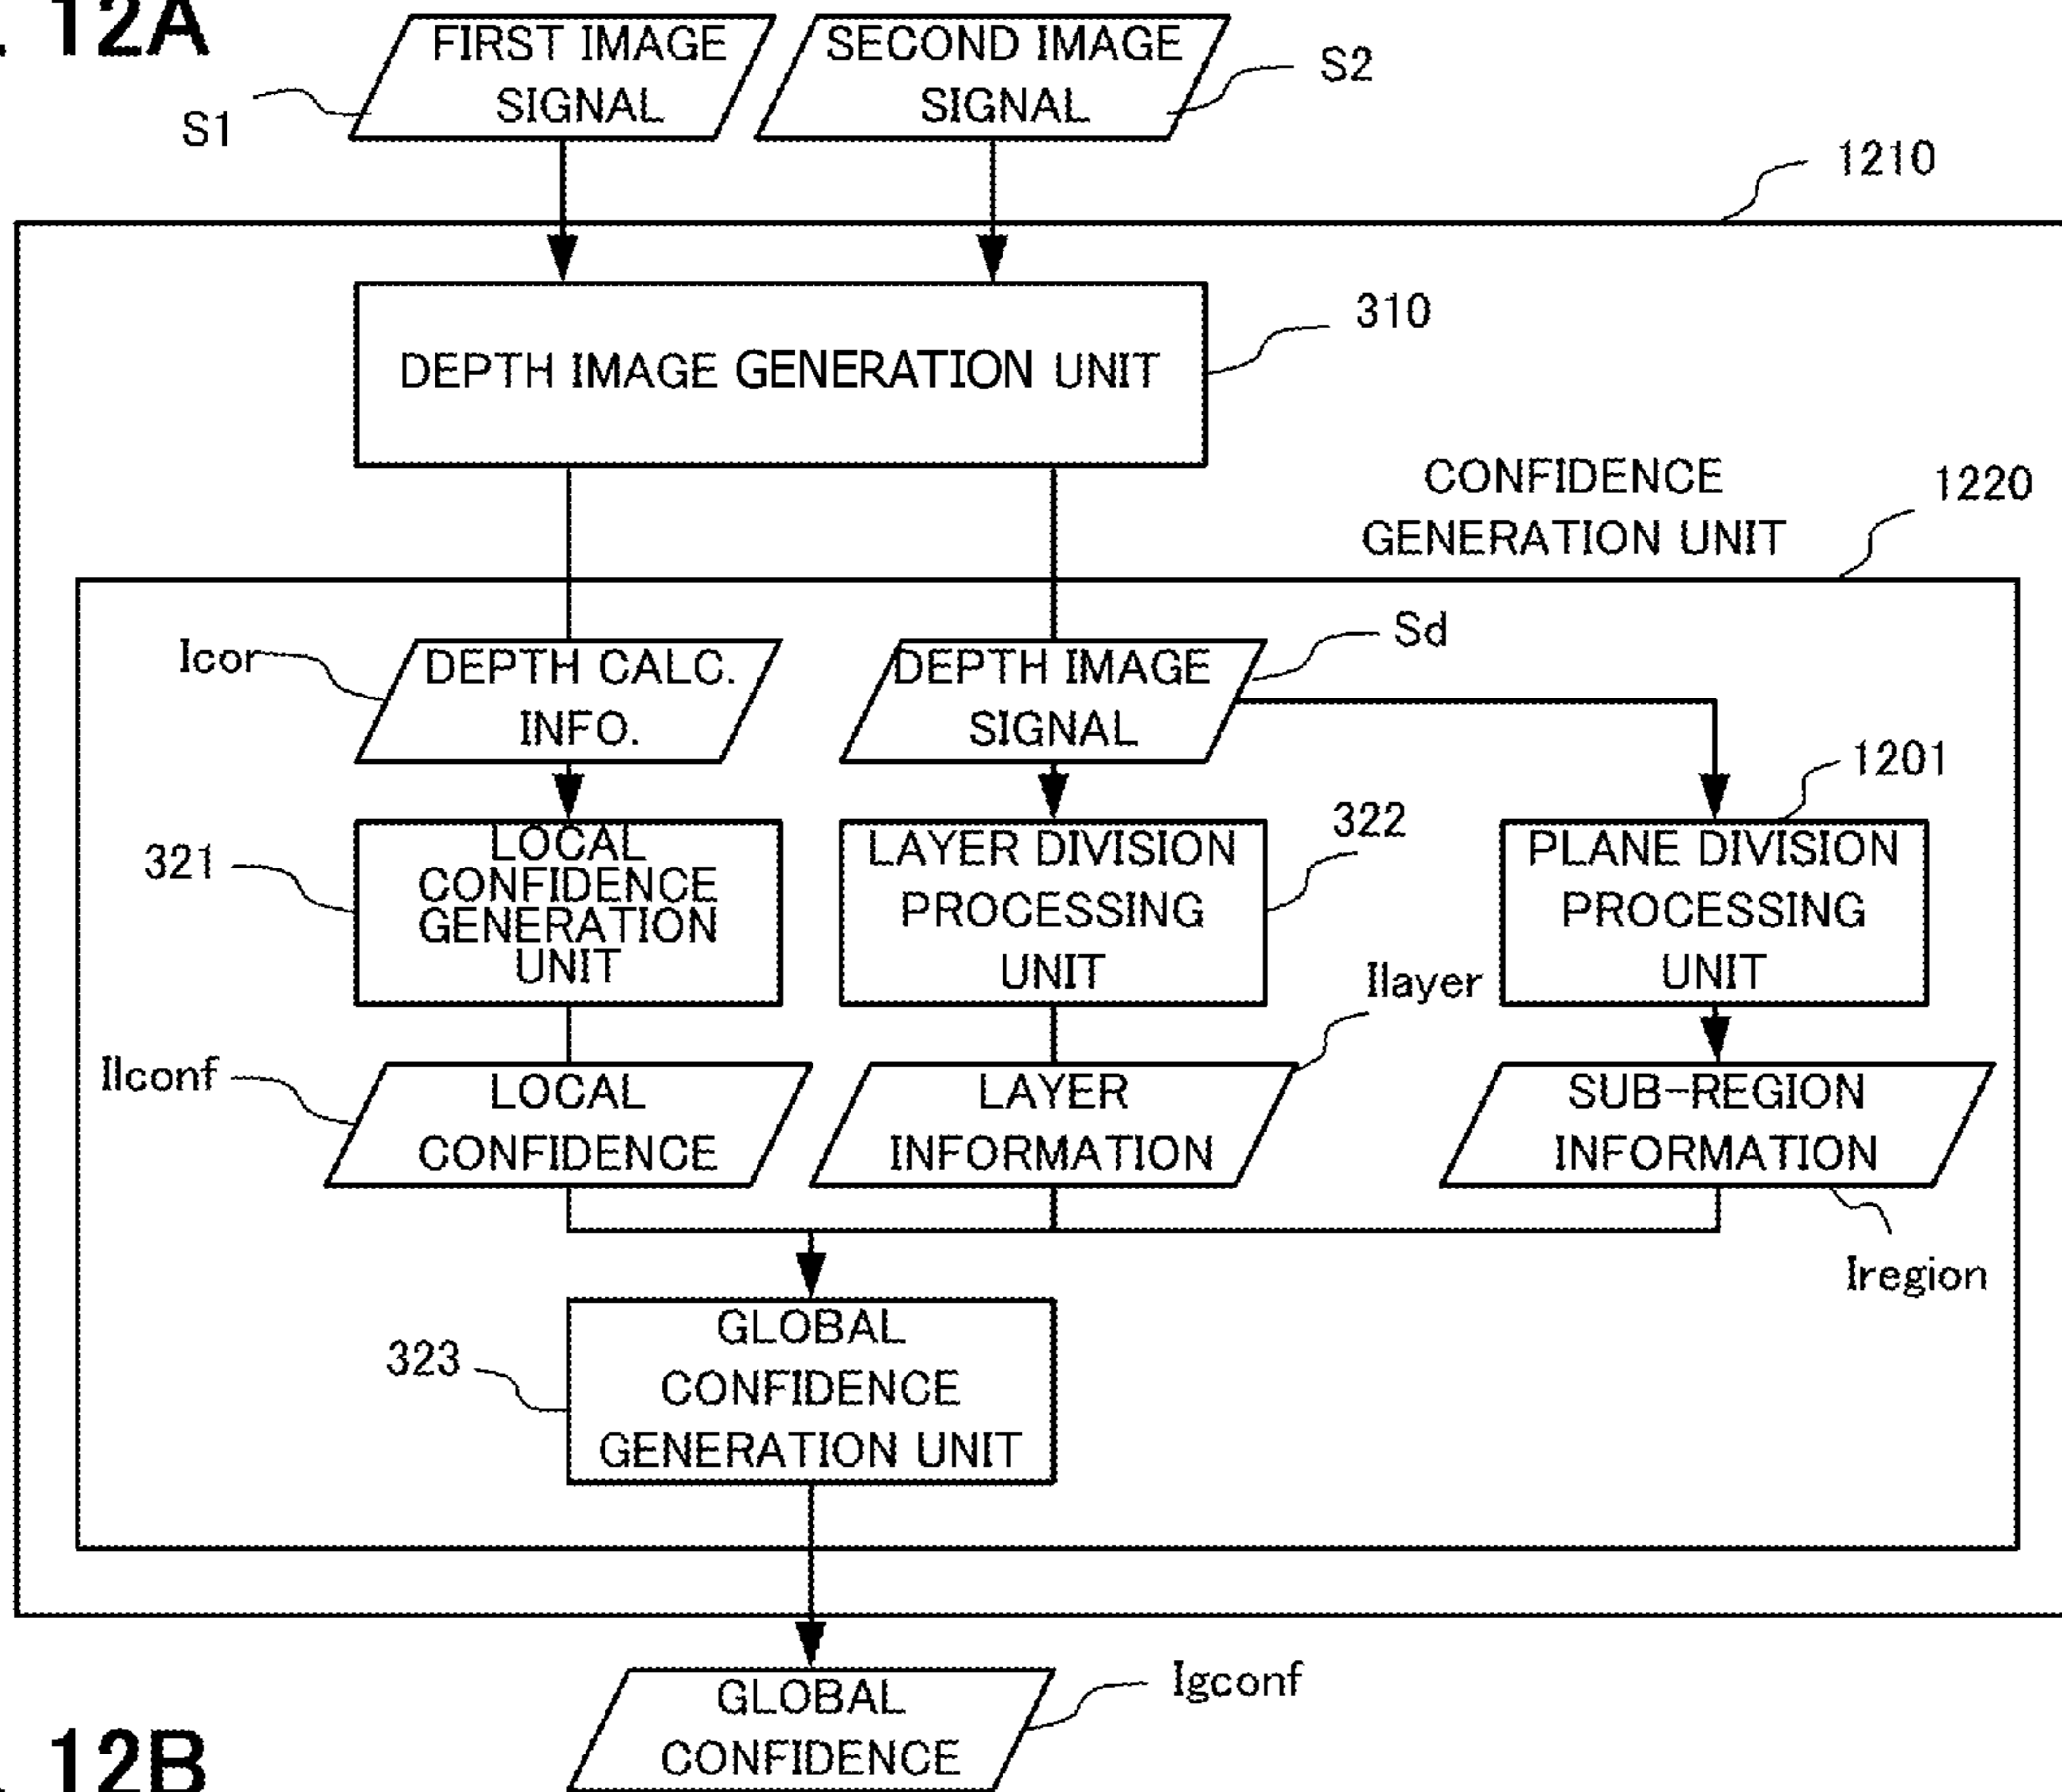 12A
FIRST IMAGE
SIGNAL
SECOND IMAGE
SIGNAL
S1
S2
1210
310
DEPTH IMAGE GENERATION UNIT
CONFIDENCE
GENERATION UNIT
1220
Icor
DEPTH CALC.
INFO.
DEPTH IMAGE
SIGNAL
Sd
1201
321
LOCAL
CONFIDENCE
GENERATION
UNIT
LAYER DIVISION
PROCESSING
UNIT
322
PLANE DIVISION
PROCESSING
UNIT
Ilconf
LOCAL
CONFIDENCE
LAYER
INFORMATION
Ilayer
SUB-REGION
INFORMATION
Iregion
323
GLOBAL
CONFIDENCE
GENERATION UNIT
GLOBAL
CONFIDENCE
Igconf
12B